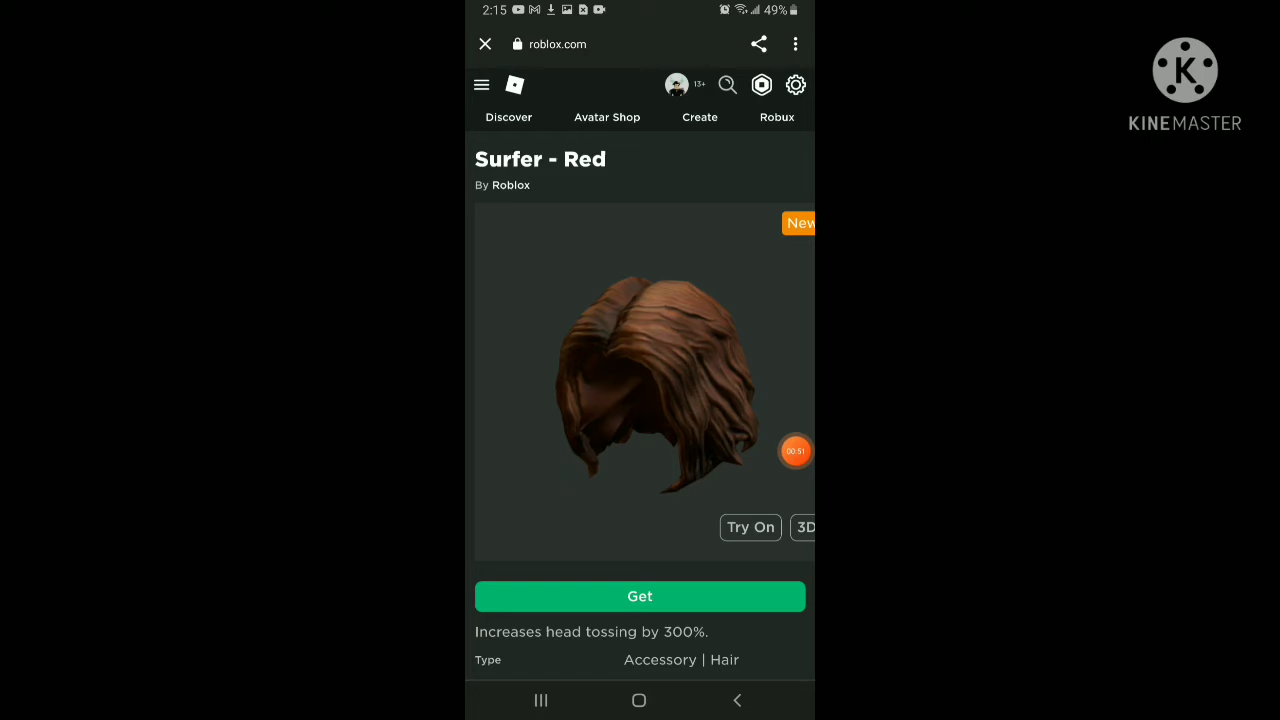 2:15
49%
roblox.com
13+
Discover
Avatar Shop
Create
Robux
Surfer - Red
By Roblox
New
00:51
Try On
3D
Get
Increases head tossing by 300%.
Type
Accessory | Hair
K
KINEMASTER